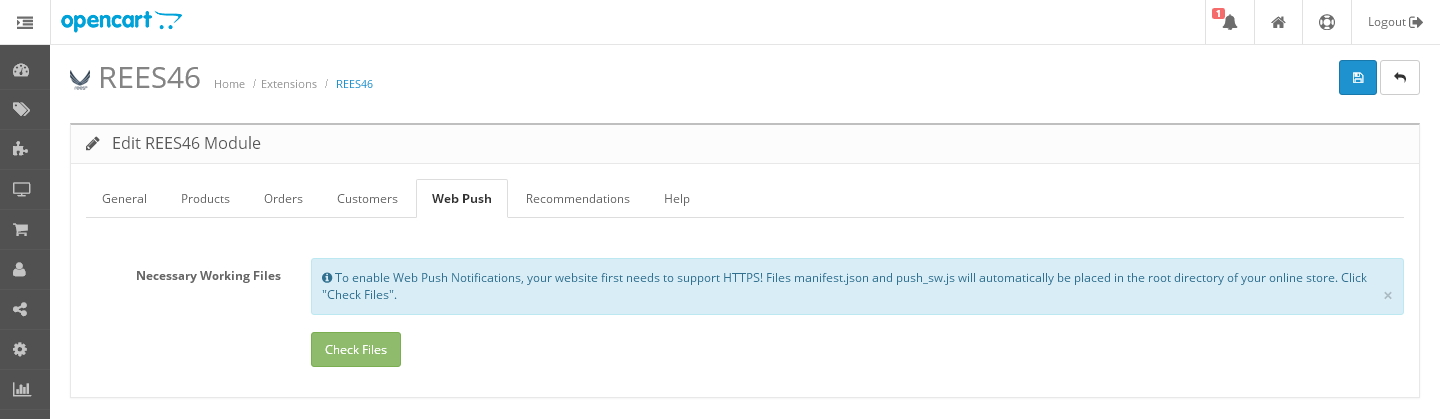 opencart
1
Logout
REES46 Home / Extensions / REES46
Edit REES46 Module
General Products Orders Customers Web Push Recommendations Help
Necessary Working Files
To enable Web Push Notifications, your website first needs to support HTTPS! Files manifest.json and push_sw.js will automatically be placed in the root directory of your online store. Click
"Check Files".
×
Check Files